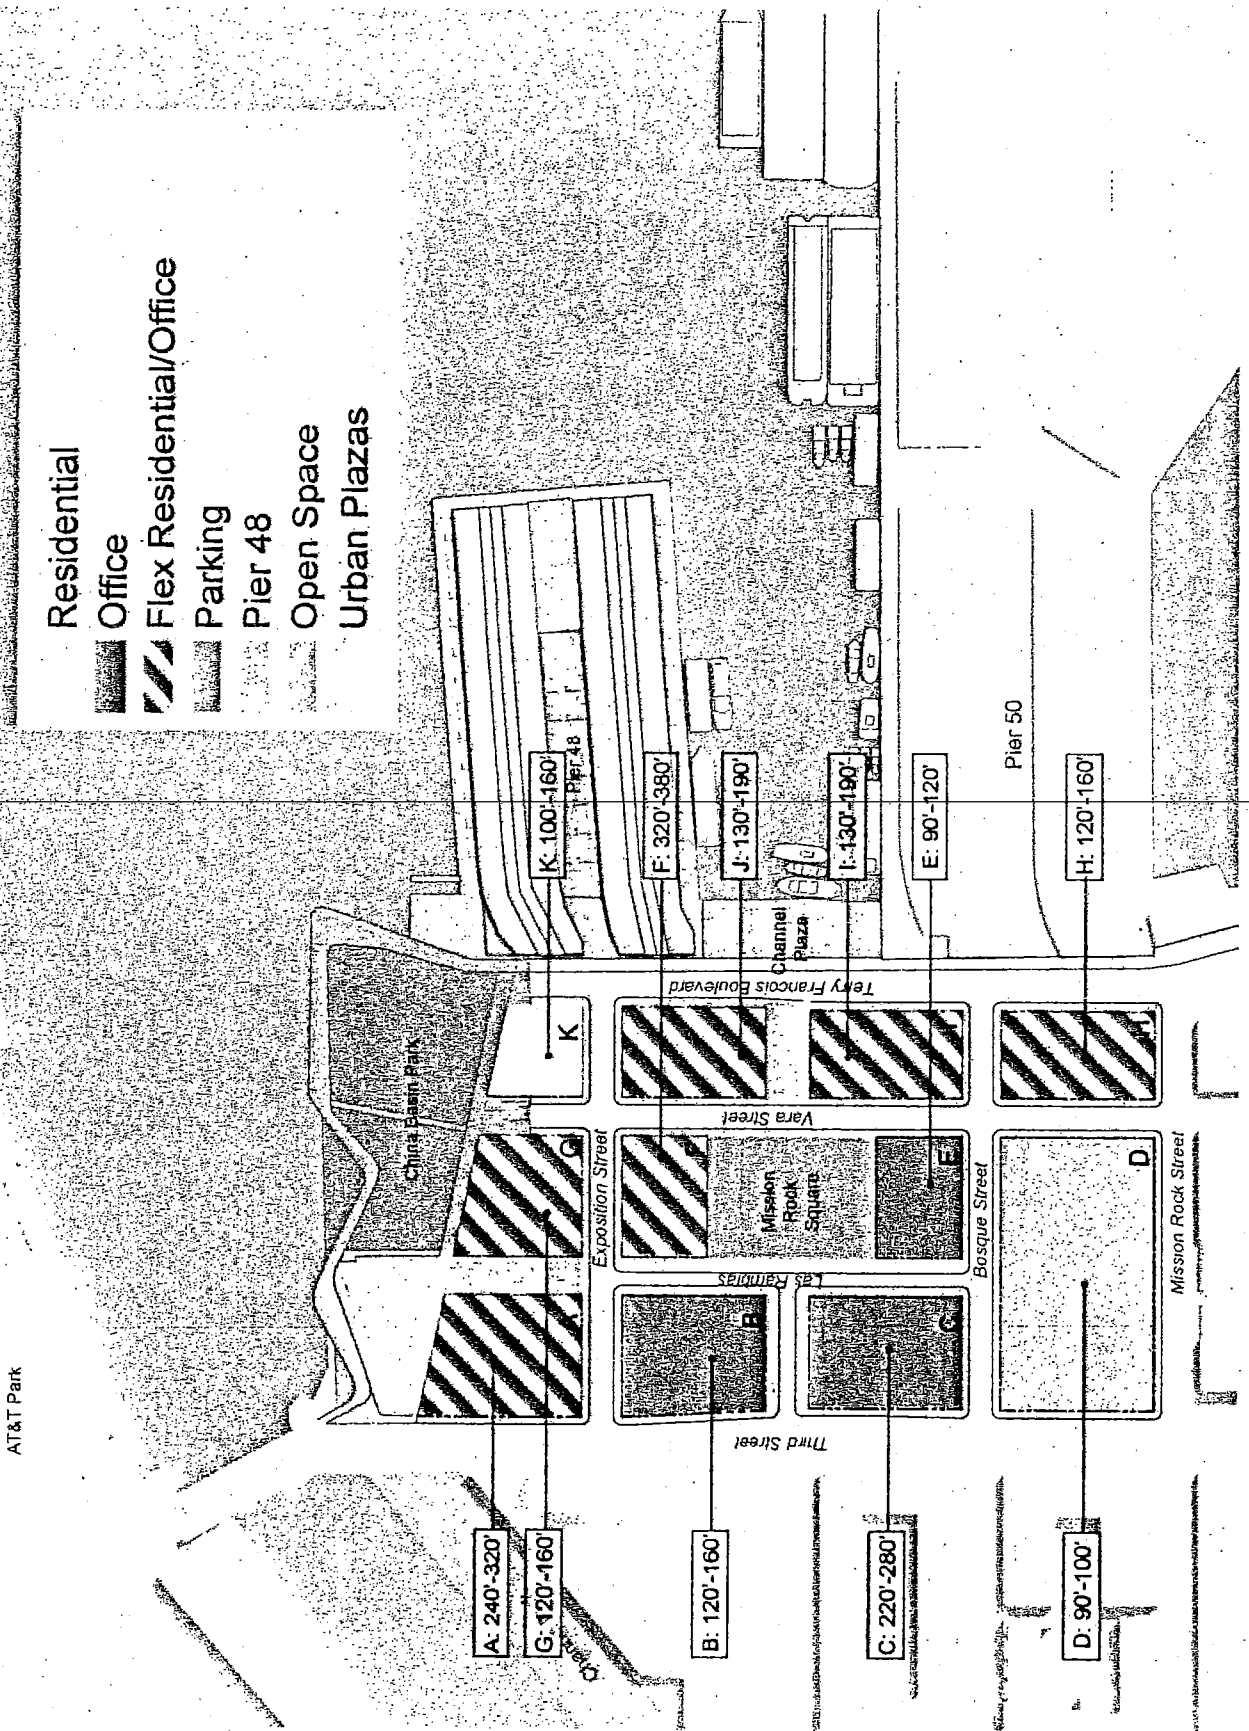 Residential
Office
Flex Residential/Office
Parking
Pier 48
Open Space
Urban Plazas
AT&T Park
China Basin Park
K: 100'-160'
Pier 48
F: 320'-380'
J: 130'-190'
I: 130'-190'
E: 90'-120'
H: 120'-160'
Pier 50
Channel
Plaza
Terry Francois Boulevard
K
Vara Street
G
Exposition Street
Mission
Rock
Square
E
Bosque Street
D
Mission Rock Street
Las Ramblas
B
C
Third Street
A: 240'-320'
G: 120'-160'
B: 120'-160'
C: 220'-280'
D: 90'-100'